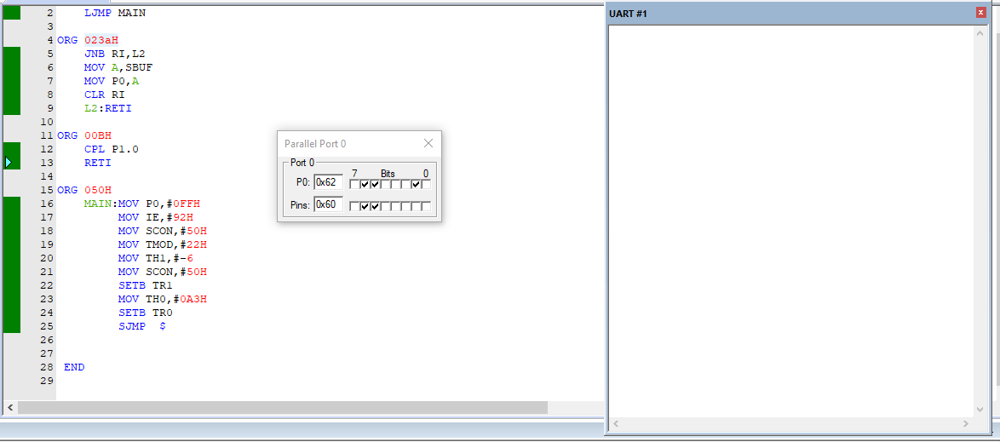 2 LJMP MAIN
3
4 ORG 023aH
5 JNB RI,L2
6 MOV A,SBUF
7 MOV P0,A
8 CLR RI
9 L2:RETI
10
11 ORG 00BH
12 CPL P1.0
13 RETI
14
15 ORG 050H
16 MAIN:MOV P0,#0FFH
17 MOV IE,#92H
18 MOV SCON,#50H
19 MOV TMOD,#22H
20 MOV TH1,#-6
21 MOV SCON,#50H
22 SETB TR1
23 MOV TH0,#0A3H
24 SETB TR0
25 SJMP $
26
27
28 END
29
Parallel Port 0
Port 0
7 Bits 0
P0: 0x62
Pins: 0x60
UART #1